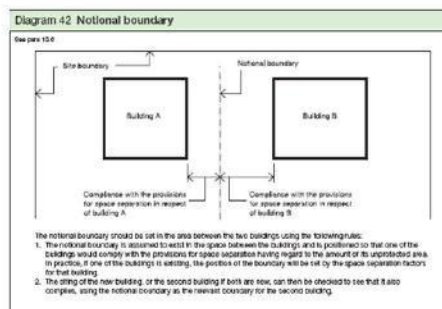 Diagram 42 Notional boundary
See para 13.6
Site boundary
Notional boundary
Building A
Building B
Compliance with the provisions
for space separation in respect
of building A
Compliance with the provisions
for space separation in respect
of building B
The notional boundary should be set in the area between the two buildings using the following rules:
1. The notional boundary is assumed to exist in the space between the buildings and is positioned so that one of the
buildings would comply with the provisions for space separation having regard to the amount of its unprotected area.
In practice, if one of the buildings is existing, the position of the boundary will be set by the space separation factors
for that building.
2. The siting of the new building, or the second building if both are new, can then be checked to see that it also
complies, using the notional boundary as the relevant boundary for the second building.